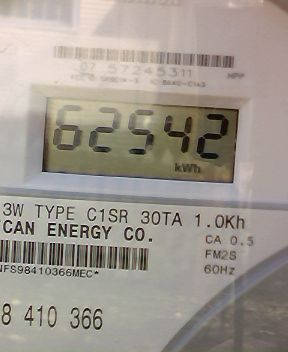 07 57245311
62542
kWh
3W TYPE C1SR 30TA 1.0Kh
CAN ENERGY CO.
CA 0.5
FM2S
60Hz
NFS98410366MEC*
8 410 366